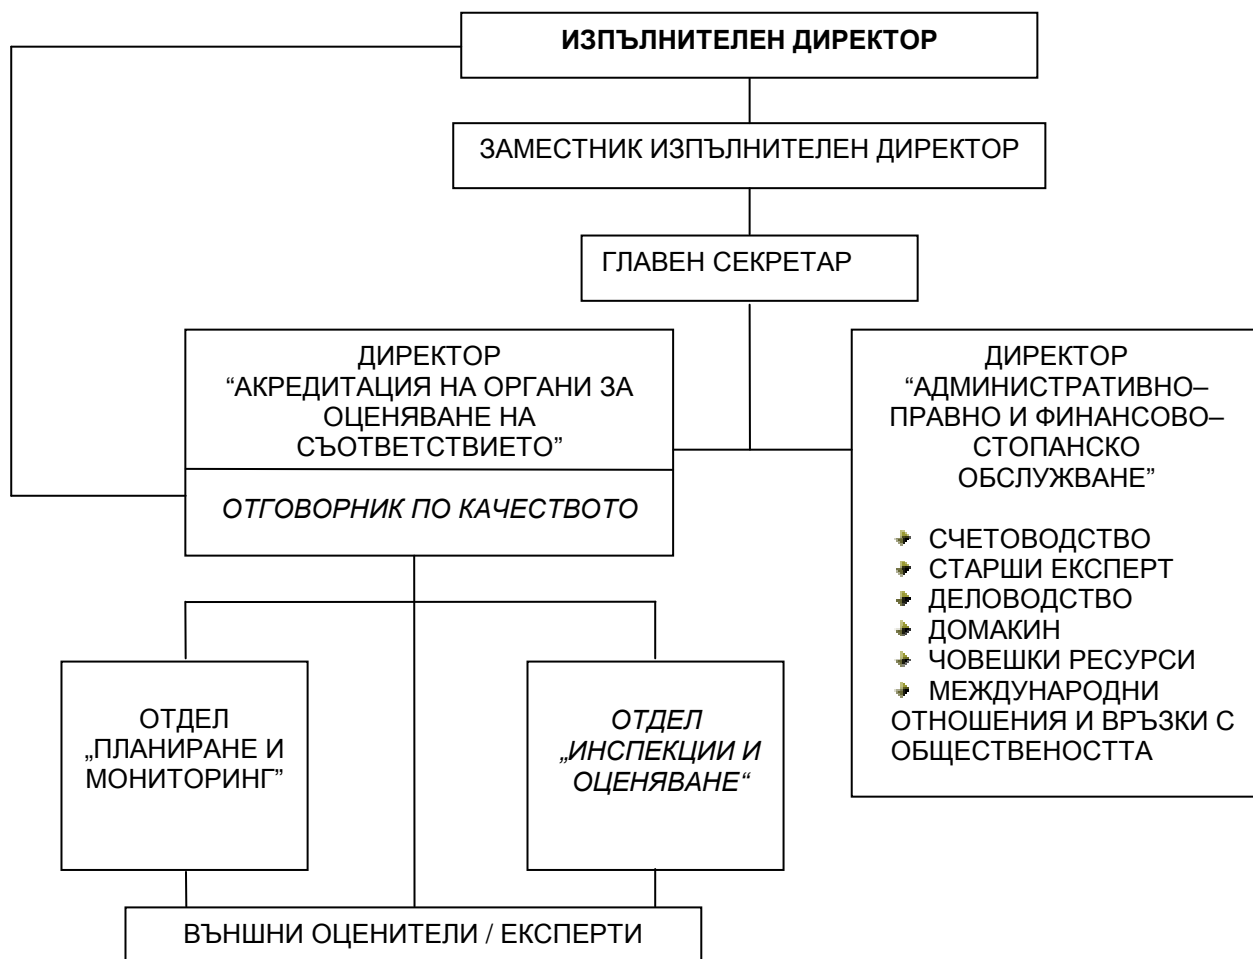 ИЗПЪЛНИТЕЛЕН ДИРЕКТОР
ЗАМЕСТНИК ИЗПЪЛНИТЕЛЕН ДИРЕКТОР
ГЛАВЕН СЕКРЕТАР
ДИРЕКТОР
“АКРЕДИТАЦИЯ НА ОРГАНИ ЗА
ОЦЕНЯВАНЕ НА
СЪОТВЕТСТВИЕТО”
ОТГОВОРНИК ПО КАЧЕСТВОТО
ДИРЕКТОР
“АДМИНИСТРАТИВНО–
ПРАВНО И ФИНАНСОВО–
СТОПАНСКО
ОБСЛУЖВАНЕ”
СЧЕТОВОДСТВО
СТАРШИ ЕКСПЕРТ
ДЕЛОВОДСТВО
ДОМАКИН
ЧОВЕШКИ РЕСУРСИ
МЕЖДУНАРОДНИ
ОТНОШЕНИЯ И ВРЪЗКИ С
ОБЩЕСТВЕНОСТТА
ОТДЕЛ
„ПЛАНИРАНЕ И
МОНИТОРИНГ”
ОТДЕЛ
„ИНСПЕКЦИИ И
ОЦЕНЯВАНЕ“
ВЪНШНИ ОЦЕНИТЕЛИ / ЕКСПЕРТИ